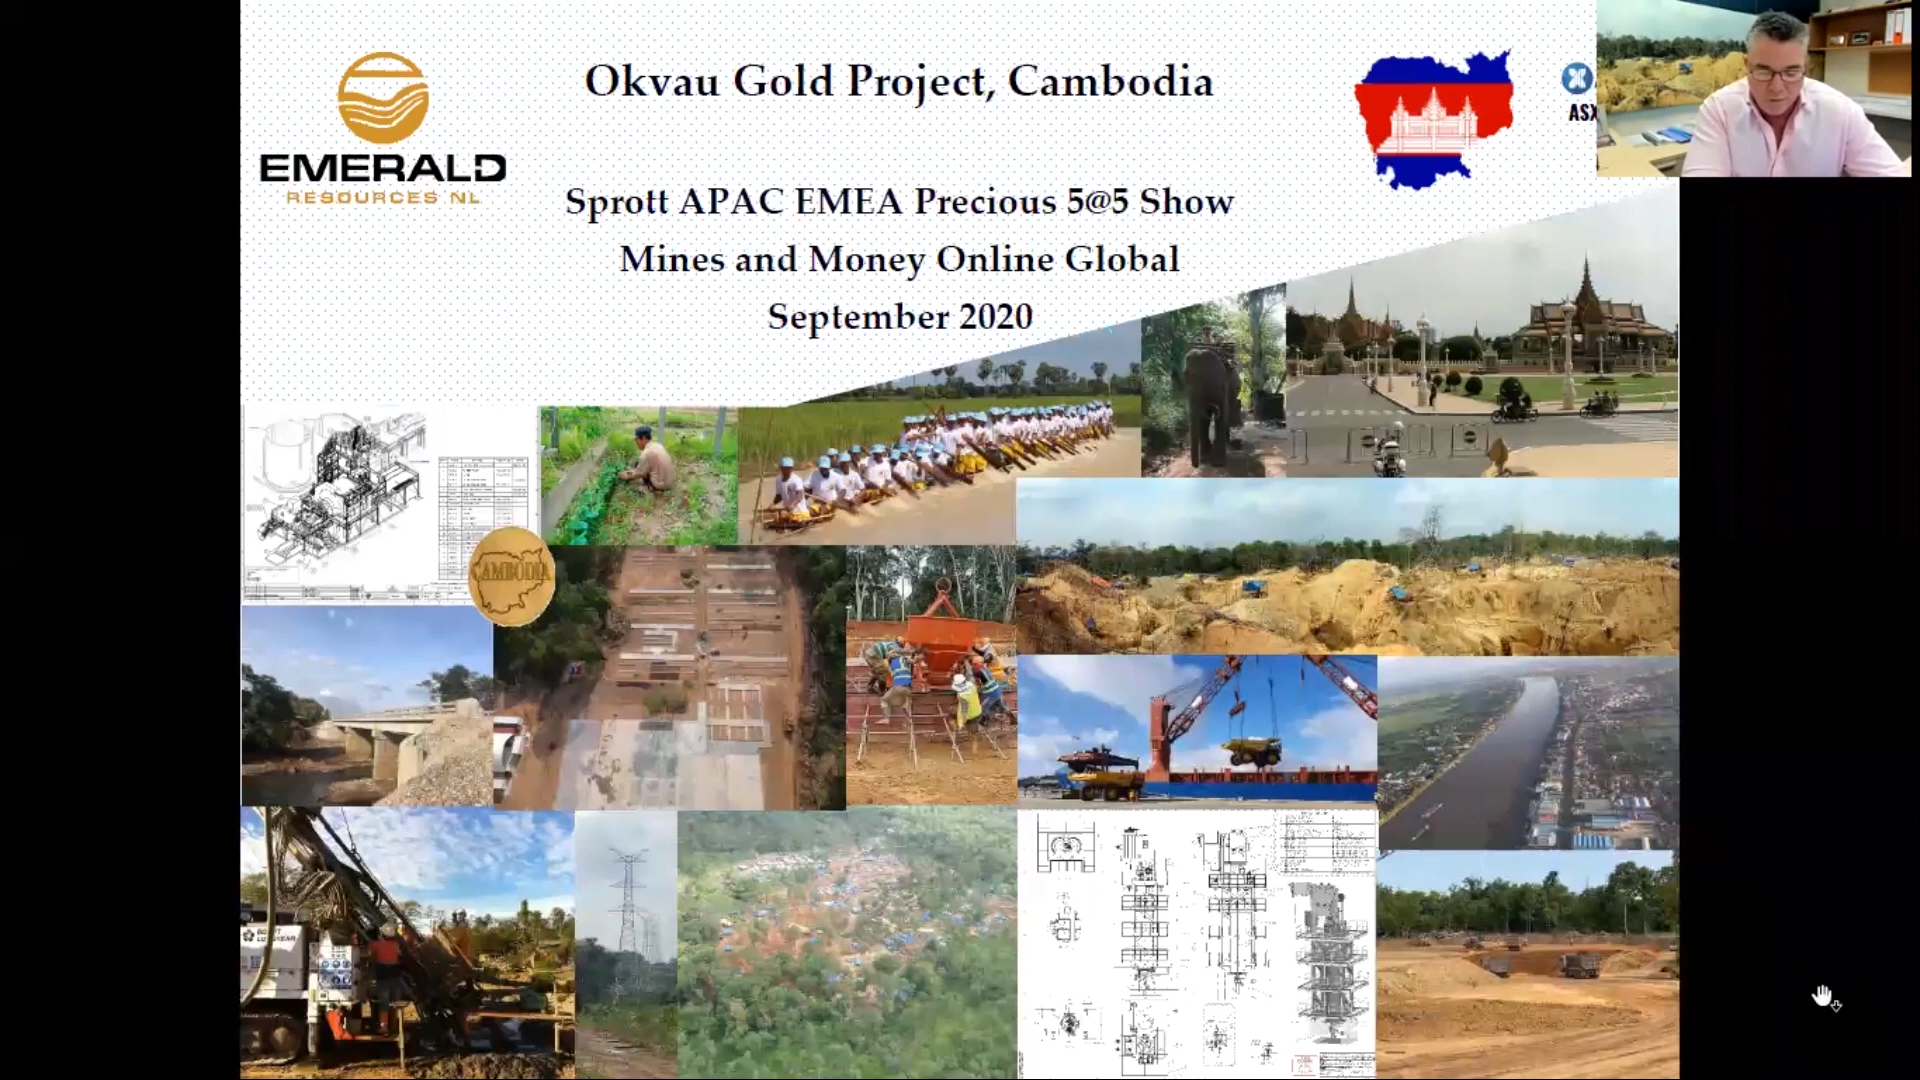 Okvau Gold Project, Cambodia
EMERALD
RESOURCES NL
ASX
Sprott APAC EMEA Precious 5@5 Show
Mines and Money Online Global
September 2020
CAMBODIA